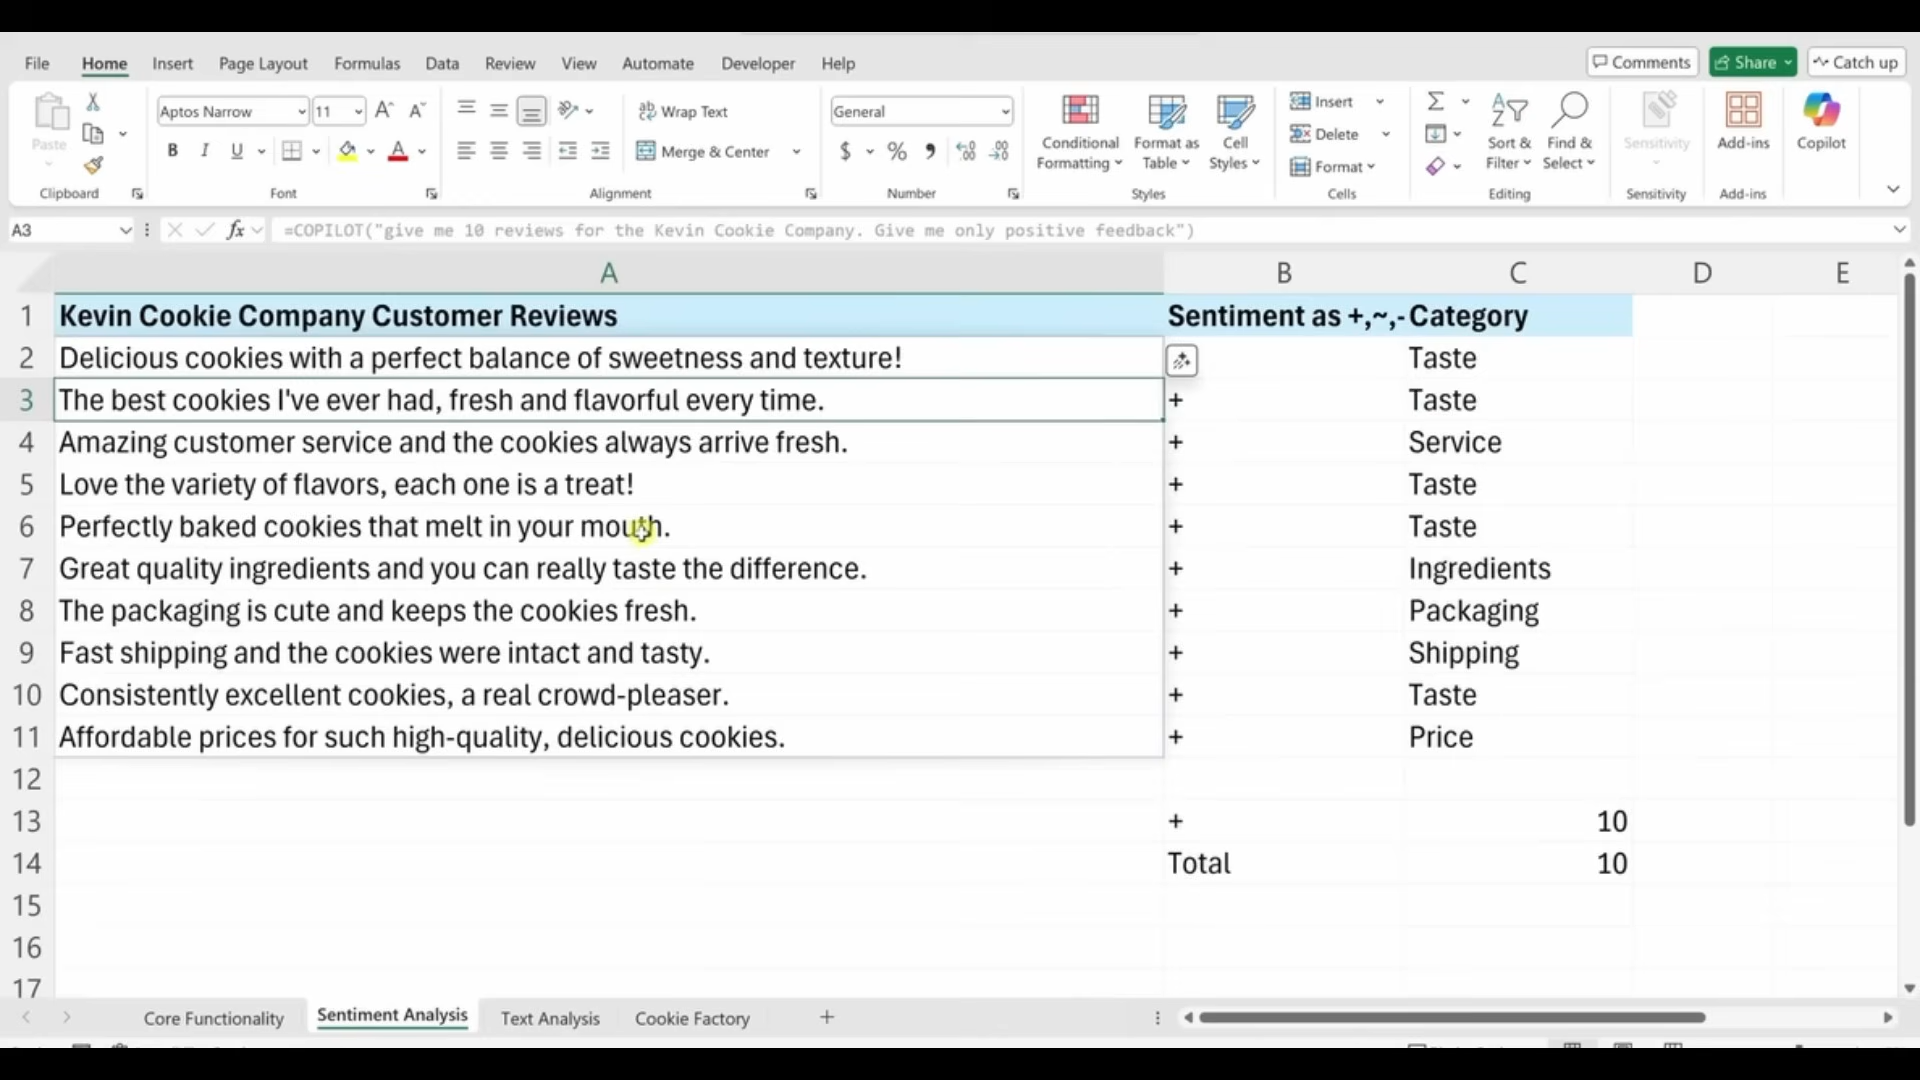 File Home Insert Page Layout Formulas Data Review View Automate Developer Help Comments Share Catch up
Paste Aptos Narrow 11 Wrap Text General Conditional Formatting Format as Table Cell Styles Insert Delete Format Sort & Filter Find & Select Sensitivity Add-ins Copilot
B I U Merge & Center $ %
Clipboard Font Alignment Number Styles Cells Editing Sensitivity Add-ins
A3 fx =COPILOT("give me 10 reviews for the Kevin Cookie Company. Give me only positive feedback")
A B C D E
1 Kevin Cookie Company Customer Reviews Sentiment as +,~,- Category
2 Delicious cookies with a perfect balance of sweetness and texture! Taste
3 The best cookies I've ever had, fresh and flavorful every time. + Taste
4 Amazing customer service and the cookies always arrive fresh. + Service
5 Love the variety of flavors, each one is a treat! + Taste
6 Perfectly baked cookies that melt in your mouth. + Taste
7 Great quality ingredients and you can really taste the difference. + Ingredients
8 The packaging is cute and keeps the cookies fresh. + Packaging
9 Fast shipping and the cookies were intact and tasty. + Shipping
10 Consistently excellent cookies, a real crowd-pleaser. + Taste
11 Affordable prices for such high-quality, delicious cookies. + Price
12
13 + 10
14 Total 10
15
16
17
Core Functionality Sentiment Analysis Text Analysis Cookie Factory +